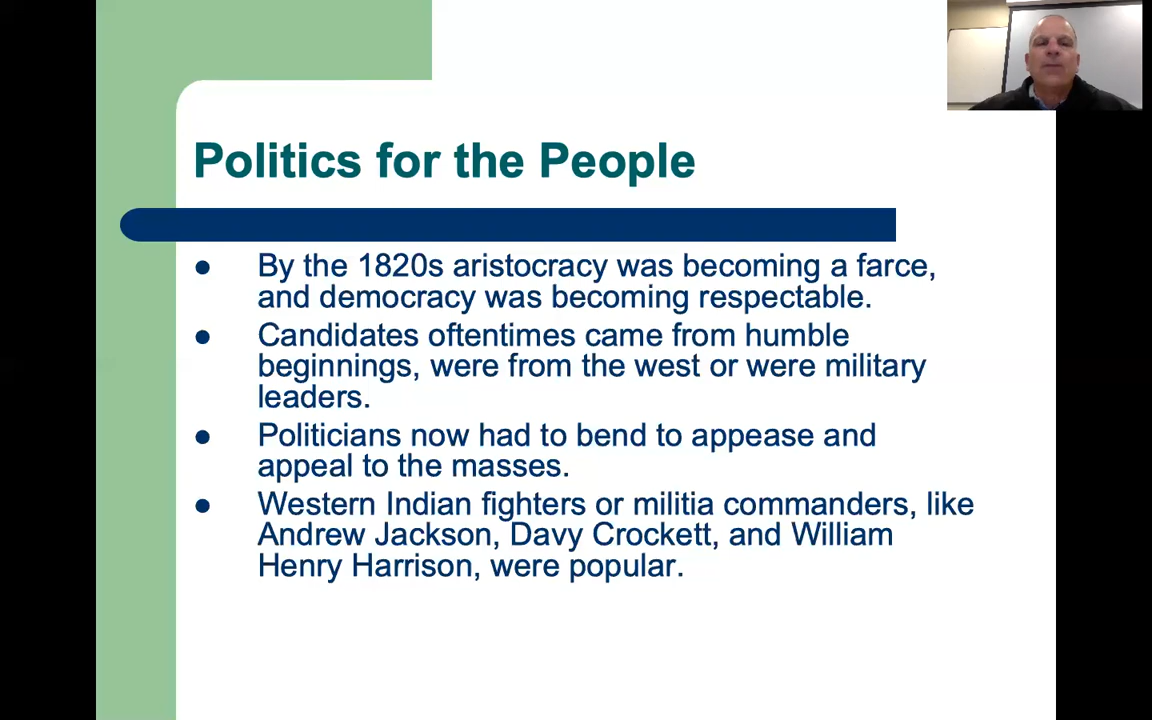 Politics for the People
By the 1820s aristocracy was becoming a farce,
and democracy was becoming respectable.
Candidates oftentimes came from humble
beginnings, were from the west or were military
leaders.
Politicians now had to bend to appease and
appeal to the masses.
Western Indian fighters or militia commanders, like
Andrew Jackson, Davy Crockett, and William
Henry Harrison, were popular.